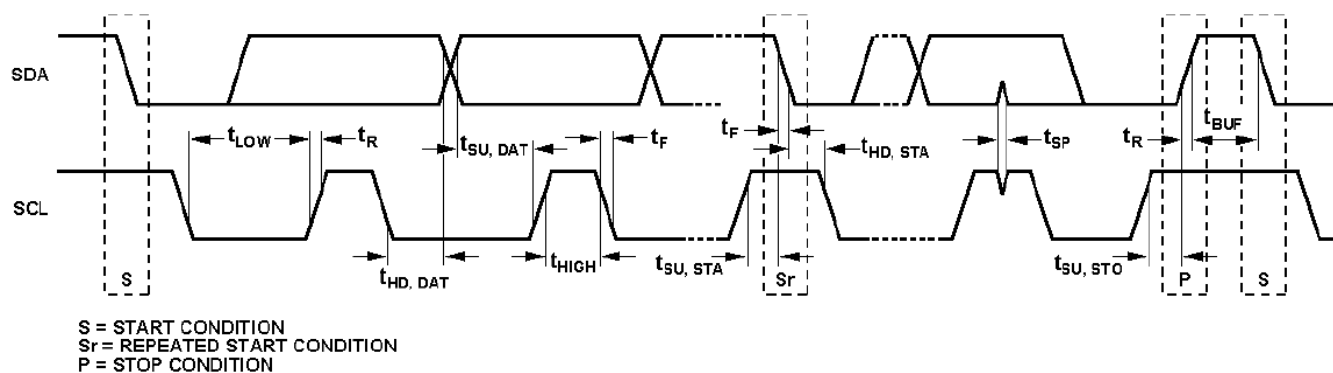 SDA
tLOW
tR
tSU, DAT
tF
tF
tHD, STA
tSP
tR
tBUF
SCL
tHD, DAT
tHIGH
tSU, STA
tSU, STO
S
Sr
P
S
S = START CONDITION
Sr = REPEATED START CONDITION
P = STOP CONDITION